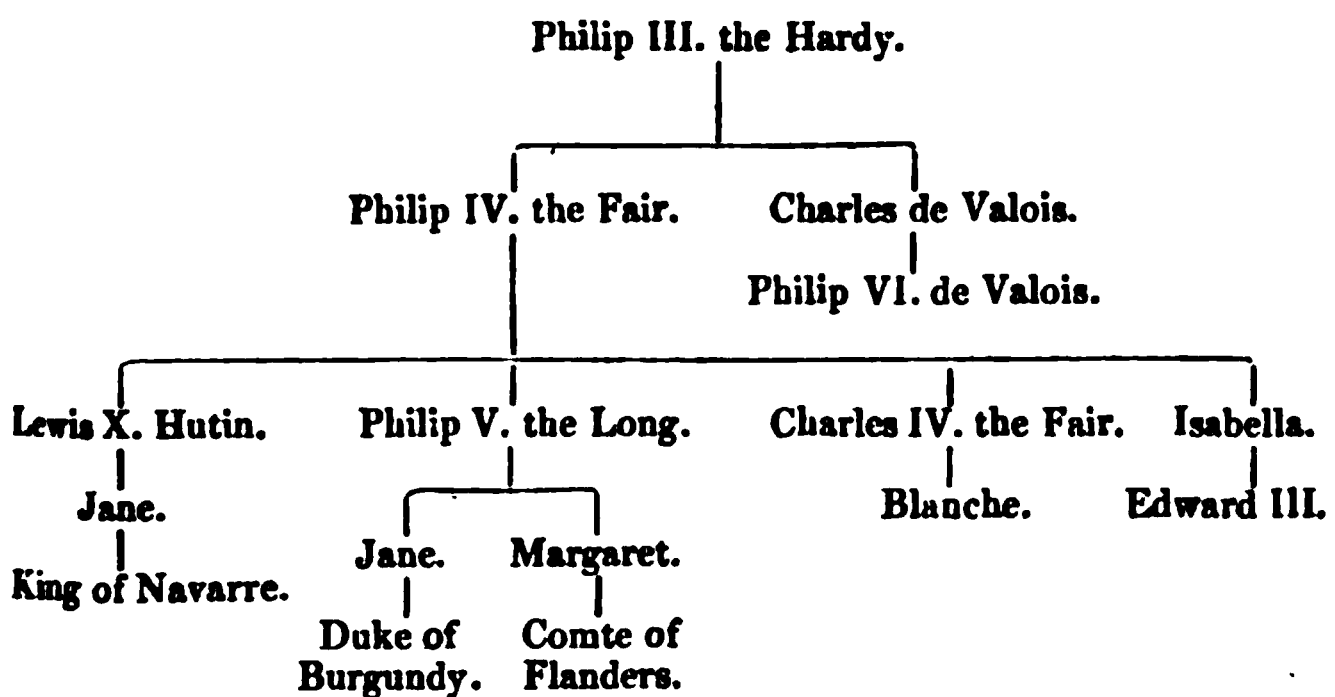 Philip III. the Hardy.
Philip IV. the Fair. Charles de Valois.
Philip VI. de Valois.
Lewis X. Hutin. Philip V. the Long. Charles IV. the Fair. Isabella.
Jane. Blanche. Edward III.
Jane. Margaret.
King of Navarre.
Duke of Comte of
Burgundy. Flanders.